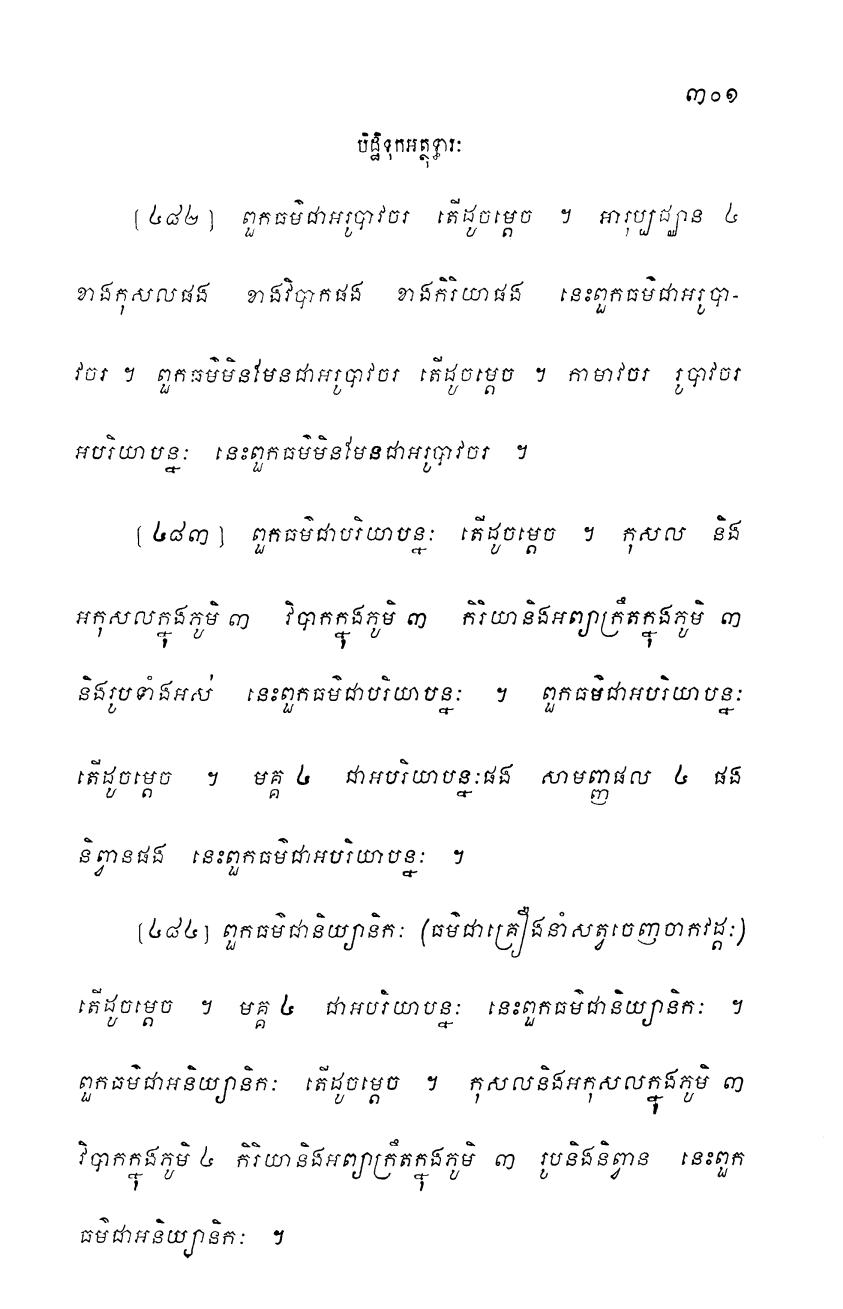 ៣០១
បិដ្ឋិទុកអត្ថុទ្ធារៈ
(៤៨២) ពួកធម៌ជាអរូបាវចរ តើដូចម្តេច ។ អារុប្បជ្ឈាន ៤
ខាងកុសលផង ខាងវិបាកផង ខាងកិរិយាផង នេះពួកធម៌ជាអរូបា-
វចរ ។ ពួកធម៌មិនមែនជាអរូបាវចរ តើដូចម្តេច ។ កាមាវចរ រូបាវចរ
អបរិយាបន្នៈ នេះពួកធម៌មិនមែនជាអរូបាវចរ ។
(៤៨៣) ពួកធម៌ជាបរិយាបន្នៈ តើដូចម្តេច ។ កុសល និង
អកុសលក្នុងភូមិ ៣ វិបាកក្នុងភូមិ ៣ កិរិយានិងអព្យាក្រឹតក្នុងភូមិ ៣
និងរូបទាំងអស់ នេះពួកធម៌ជាបរិយាបន្នៈ ។ ពួកធម៌ជាអបរិយាបន្នៈ
តើដូចម្តេច ។ មគ្គ ៤ ជាអបរិយាបន្នៈផង សាមញ្ញផល ៤ ផង
និព្វានផង នេះពួកធម៌ជាអបរិយាបន្នៈ ។
(៤៨៤) ពួកធម៌ជានិយ្យានិកៈ (ធម៌ជាគ្រឿងនាំសត្វចេញចាកវដ្តៈ)
តើដូចម្តេច ។ មគ្គ ៤ ជាអបរិយាបន្នៈ នេះពួកធម៌ជានិយ្យានិកៈ ។
ពួកធម៌ជាអនិយ្យានិកៈ តើដូចម្តេច ។ កុសលនិងអកុសលក្នុងភូមិ ៣
វិបាកក្នុងភូមិ ៤ កិរិយានិងអព្យាក្រឹតក្នុងភូមិ ៣ រូបនិងនិព្វាន នេះពួក
ធម៌ជាអនិយ្យានិកៈ ។